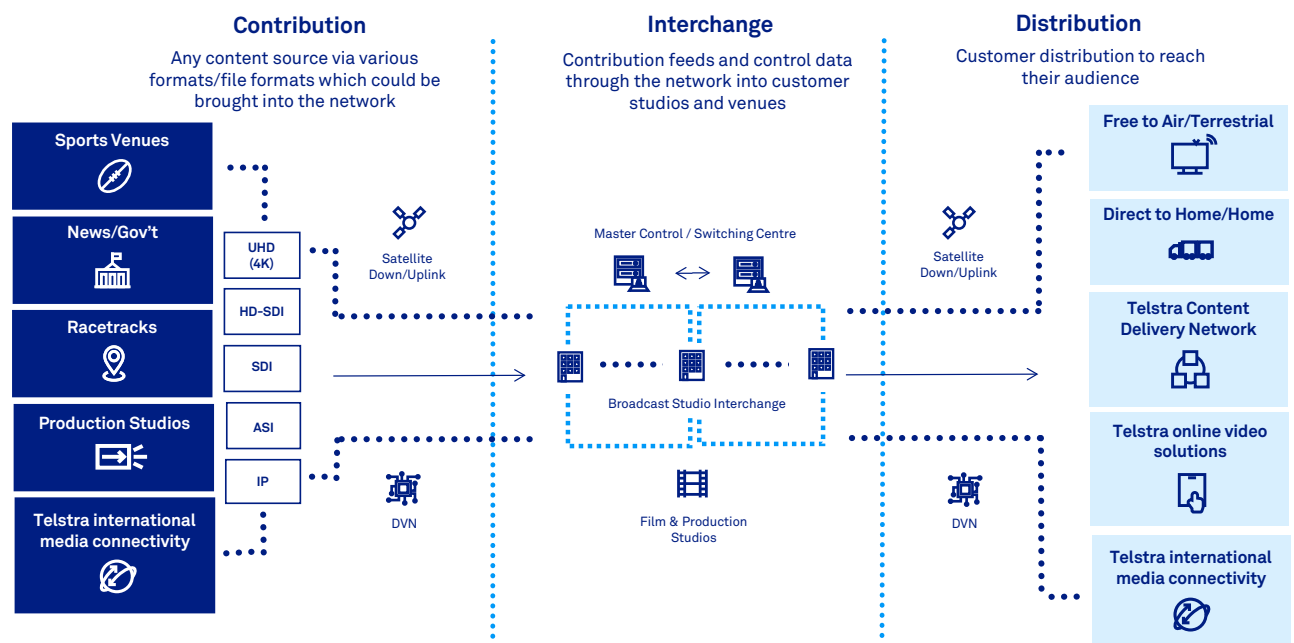 Contribution
Any content source via various
formats/file formats which could be
brought into the network
Sports Venues
News/Gov't
Racetracks
Production Studios
Telstra international
media connectivity
UHD
(4K)
HD-SDI
SDI
ASI
IP
Satellite
Down/Uplink
DVN
Interchange
Contribution feeds and control data
through the network into customer
studios and venues
Master Control / Switching Centre
Broadcast Studio Interchange
Film & Production
Studios
Distribution
Customer distribution to reach
their audience
Satellite
Down/Uplink
DVN
Free to Air/Terrestrial
Direct to Home/Home
Telstra Content
Delivery Network
Telstra online video
solutions
Telstra international
media connectivity